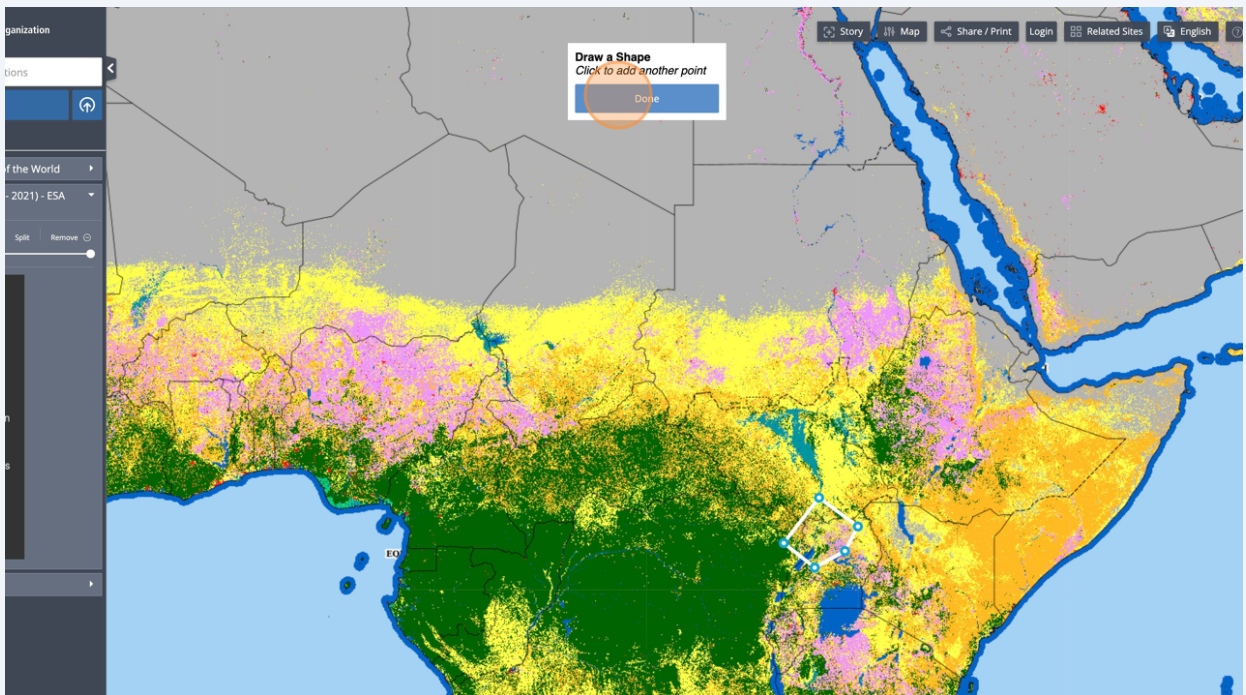 ganization
tions
Story
Map
Share / Print
Login
Related Sites
English
Draw a Shape
Click to add another point
Done
of the World
- 2021) - ESA
Split
Remove
n
s
EQ